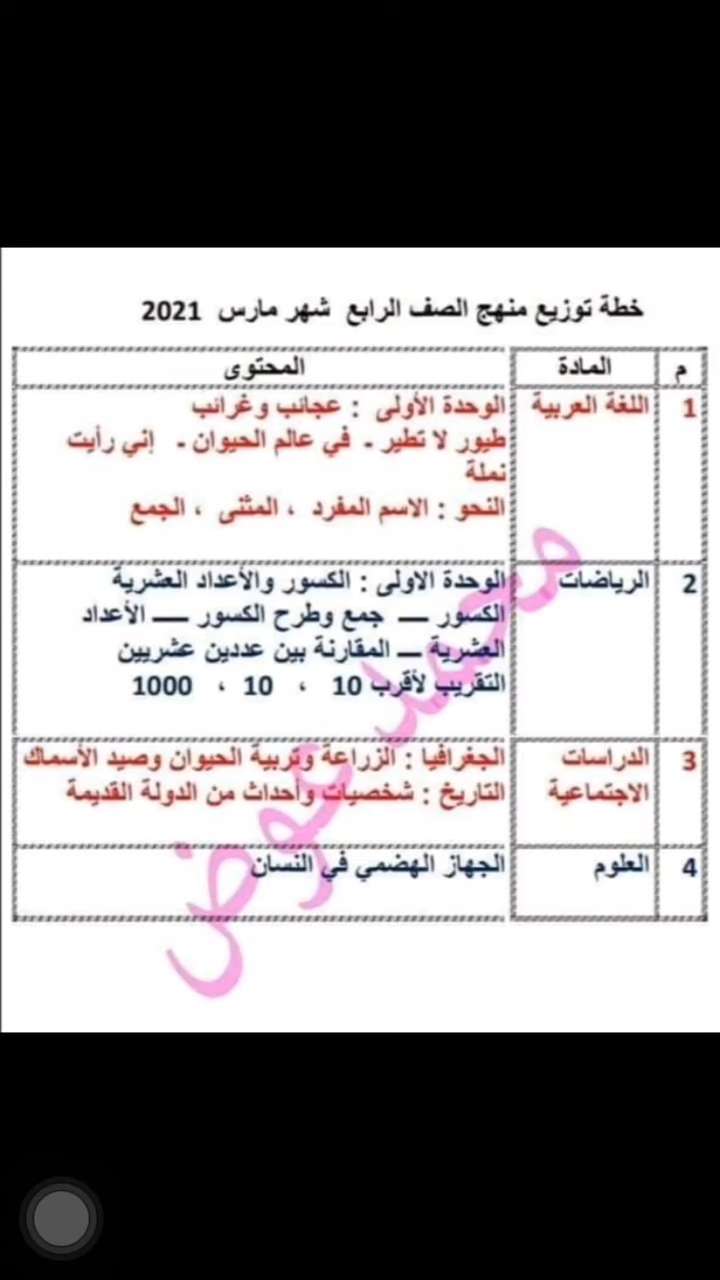 خطة توزيع منهج الصف الرابع شهر مارس 2021
م المادة المحتوى
1 اللغة العربية الوحدة الأولى : عجائب وغرائب
طيور لا تطير - في عالم الحيوان - إني رأيت
نملة
النحو : الاسم المفرد ، المثنى ، الجمع
2 الرياضات الوحدة الاولى : الكسور والأعداد العشرية
الكسور — جمع وطرح الكسور — الأعداد
العشرية — المقارنة بين عددين عشريين
التقريب لأقرب 10 ، 10 ، 1000
3 الدراسات الجغرافيا : الزراعة وتربية الحيوان وصيد الأسماك
الاجتماعية التاريخ : شخصيات وأحداث من الدولة القديمة
4 العلوم الجهاز الهضمي في النسان
محمد عوض